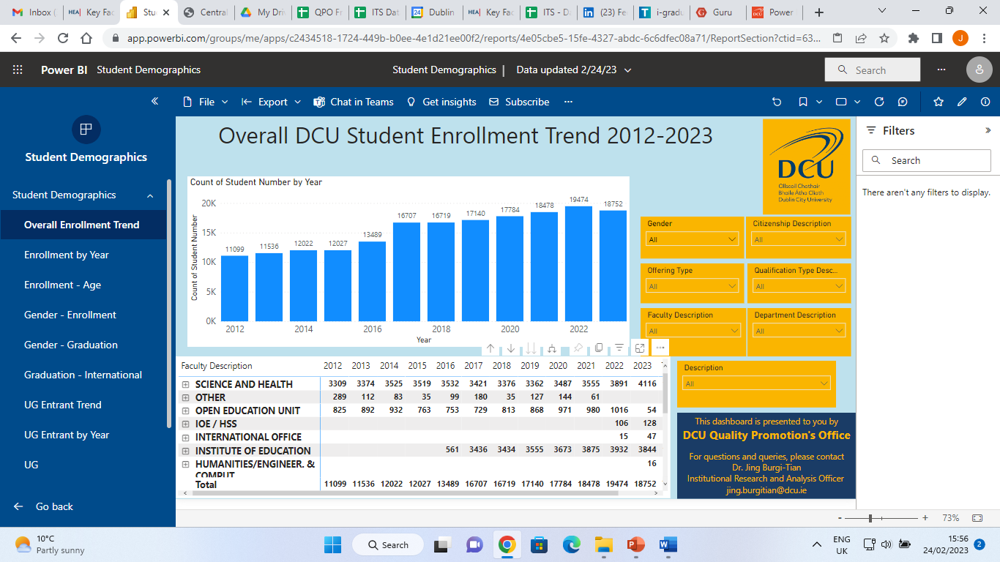 Inbox (
Key Fac
Stu
Central
My Driv
QPO Fr
ITS Dat
Dublin
HEA|
Key Fac
ITS - Da
(23) Fe
i-gradu
Guru
Power
app.powerbi.com/groups/me/apps/c2434518-1724-449b-b0ee-4e1d21ee00f2/reports/4e05cbe5-15fe-4327-abdc-6c6dfec08a71/ReportSection?ctid=63...
J
Power BI Student Demographics
Student Demographics | Data updated 2/24/23
Search
File Export Chat in Teams Get insights Subscribe
Student Demographics
Student Demographics
Overall Enrollment Trend
Enrollment by Year
Enrollment - Age
Gender - Enrollment
Gender - Graduation
Graduation - International
UG Entrant Trend
UG Entrant by Year
UG
Go back
Overall DCU Student Enrollment Trend 2012-2023
DCU
Ollscoil Chathair
Bhaile Átha Cliath
Dublin City University
Filters
Search
There aren't any filters to display.
Count of Student Number by Year
Count of Student Number
20K
15K
10K
5K
0K
11099 11536 12022 12027 13489 16707 16719 17140 17784 18478 19474 18752
2012 2014 2016 2018 2020 2022
Year
Gender
All
Citizenship Description
All
Offering Type
All
Qualification Type Desc...
All
Faculty Description
All
Department Description
All
Description
All
Faculty Description 2012 2013 2014 2015 2016 2017 2018 2019 2020 2021 2022 2023
SCIENCE AND HEALTH 3309 3374 3525 3519 3532 3421 3376 3362 3487 3555 3891 4116
OTHER 289 112 83 35 99 180 35 127 144 61
OPEN EDUCATION UNIT 825 892 932 763 753 729 813 868 971 980 1016 54
IOE / HSS 106 128
INTERNATIONAL OFFICE 15 47
INSTITUTE OF EDUCATION 561 3436 3434 3555 3673 3875 3932 3844
HUMANITIES/ENGINEER. & 16
COMPUT
Total 11099 11536 12022 12027 13489 16707 16719 17140 17784 18478 19474 18752
This dashboard is presented to you by
DCU Quality Promotion's Office
For questions and queries, please contact
Dr. Jing Burgi-Tian
Institutional Research and Analysis Officer
jing.burgitian@dcu.ie
- + 73%
10°C
Partly sunny
Search
ENG
UK
15:56
24/02/2023
2